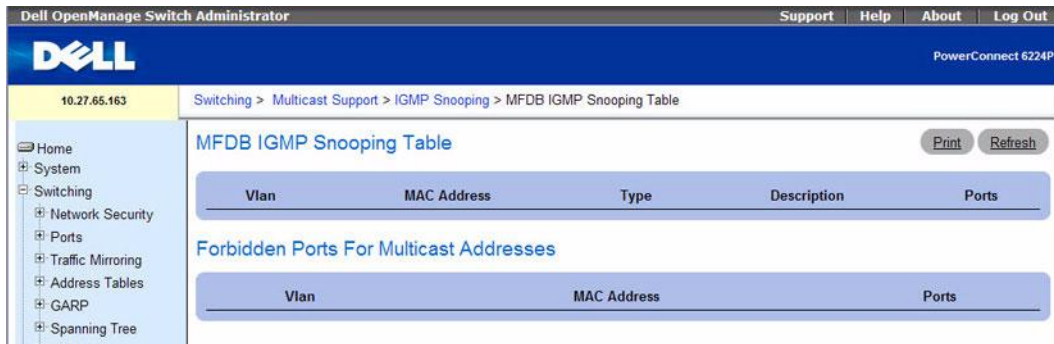 Dell OpenManage Switch Administrator Support Help About Log Out
DELL
PowerConnect 6224P
10.27.65.163
Switching > Multicast Support > IGMP Snooping > MFDB IGMP Snooping Table
Home
System
Switching
Network Security
Ports
Traffic Mirroring
Address Tables
GARP
Spanning Tree
MFDB IGMP Snooping Table
Print Refresh
Vlan MAC Address Type Description Ports
Forbidden Ports For Multicast Addresses
Vlan MAC Address Ports